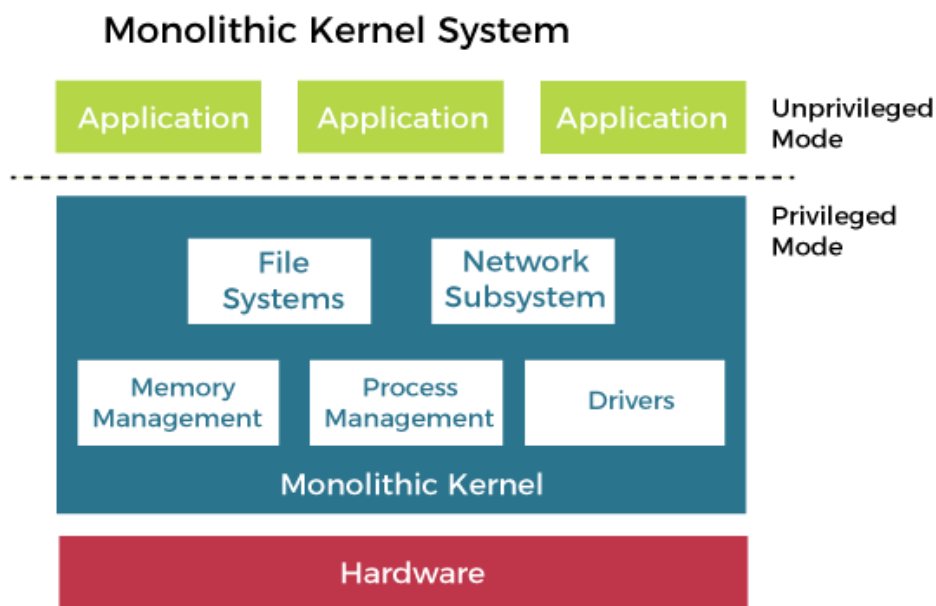 Monolithic Kernel System
Application
Application
Application
Unprivileged
Mode
Privileged
Mode
File
Systems
Network
Subsystem
Memory
Management
Process
Management
Drivers
Monolithic Kernel
Hardware